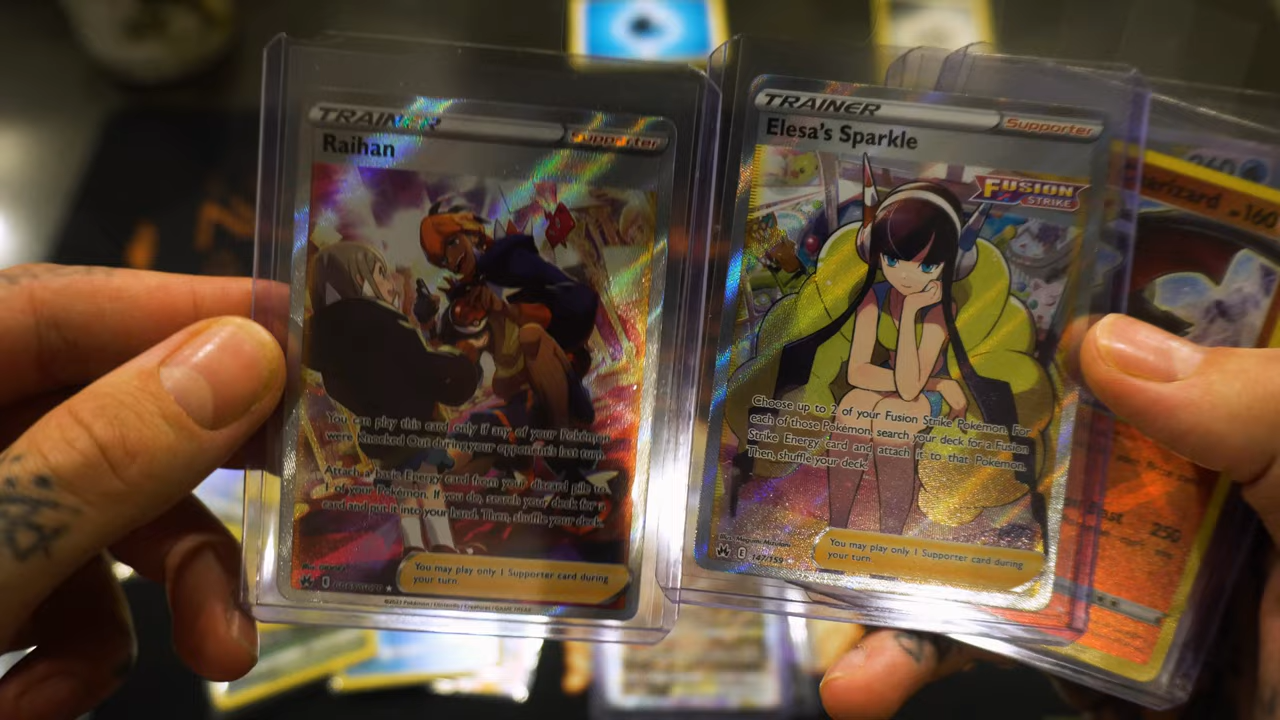 TRAINER
Supporter
Raihan
You can play this card only if any of your Pokémon
were Knocked Out during your opponent's last turn.
Attach a basic Energy card from your discard pile to
1 of your Pokémon. If you do, search your deck for a
card and put it into your hand. Then, shuffle your deck.
You may play only 1 Supporter card during
your turn.
TRAINER
Supporter
Elesa's Sparkle
FUSION
STRIKE
Choose up to 2 of your Fusion Strike Pokémon. For
each of those Pokémon, search your deck for a Fusion
Strike Energy card and attach it to that Pokémon.
Then, shuffle your deck.
147/159
You may play only 1 Supporter card during
your turn.
260
160
250